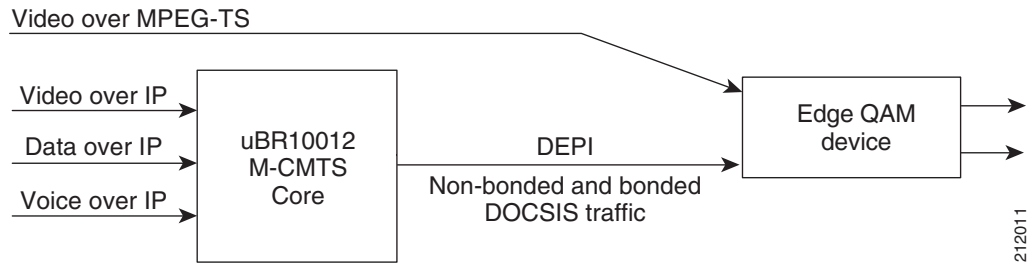 Video over MPEG-TS
Video over IP
Data over IP
Voice over IP
uBR10012
M-CMTS
Core
DEPI
Non-bonded and bonded
DOCSIS traffic
Edge QAM
device
212011